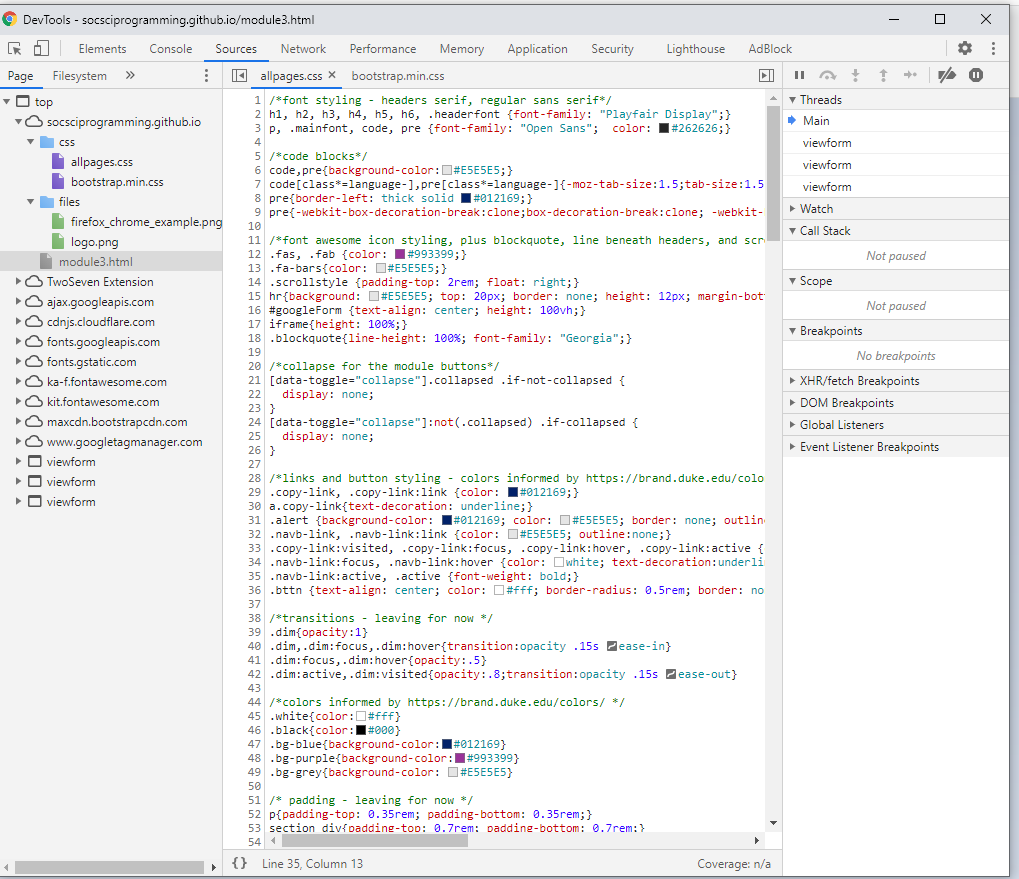 DevTools - socsciprogramming.github.io/module3.html
Elements Console Sources Network Performance Memory Application Security Lighthouse AdBlock
Page Filesystem »
allpages.css × bootstrap.min.css
top
socsciprogramming.github.io
css
allpages.css
bootstrap.min.css
files
firefox_chrome_example.png
logo.png
module3.html
TwoSeven Extension
ajax.googleapis.com
cdnjs.cloudflare.com
fonts.googleapis.com
fonts.gstatic.com
ka-f.fontawesome.com
kit.fontawesome.com
maxcdn.bootstrapcdn.com
www.googletagmanager.com
viewform
viewform
viewform
1 /*font styling - headers serif, regular sans serif*/
2 h1, h2, h3, h4, h5, h6, .headerfont {font-family: "Playfair Display";}
3 p, .mainfont, code, pre {font-family: "Open Sans"; color: #262626;}
4
5 /*code blocks*/
6 code,pre{background-color:#E5E5E5;}
7 code[class*=language-],pre[class*=language-]{-moz-tab-size:1.5;tab-size:1.5
8 pre{border-left: thick solid #012169;}
9 pre{-webkit-box-decoration-break:clone;box-decoration-break:clone; -webkit-
10
11 /*font awesome icon styling, plus blockquote, line beneath headers, and scr
12 .fas, .fab {color: #993399;}
13 .fa-bars{color: #E5E5E5;}
14 .scrollstyle {padding-top: 2rem; float: right;}
15 hr{background: #E5E5E5; top: 20px; border: none; height: 12px; margin-bott
16 #googleForm {text-align: center; height: 100vh;}
17 iframe{height: 100%;}
18 .blockquote{line-height: 100%; font-family: "Georgia";}
19
20 /*collapse for the module buttons*/
21 [data-toggle="collapse"].collapsed .if-not-collapsed {
22 display: none;
23 }
24 [data-toggle="collapse"]:not(.collapsed) .if-collapsed {
25 display: none;
26 }
27
28 /*links and button styling - colors informed by https://brand.duke.edu/colo
29 .copy-link, .copy-link:link {color: #012169;}
30 a.copy-link{text-decoration: underline;}
31 .alert {background-color: #012169; color: #E5E5E5; border: none; outlin
32 .navb-link, .navb-link:link {color: #E5E5E5; outline:none;}
33 .copy-link:visited, .copy-link:focus, .copy-link:hover, .copy-link:active {
34 .navb-link:focus, .navb-link:hover {color: white; text-decoration:underli
35 .navb-link:active, .active {font-weight: bold;}
36 .bttn {text-align: center; color: #fff; border-radius: 0.5rem; border: no
37
38 /*transitions - leaving for now */
39 .dim{opacity:1}
40 .dim,.dim:focus,.dim:hover{transition:opacity .15s ease-in}
41 .dim:focus,.dim:hover{opacity:.5}
42 .dim:active,.dim:visited{opacity:.8;transition:opacity .15s ease-out}
43
44 /*colors informed by https://brand.duke.edu/colors/ */
45 .white{color:#fff}
46 .black{color:#000}
47 .bg-blue{background-color:#012169}
48 .bg-purple{background-color:#993399}
49 .bg-grey{background-color: #E5E5E5}
50
51 /* padding - leaving for now */
52 p{padding-top: 0.35rem; padding-bottom: 0.35rem;}
53 section div{padding-top: 0.7rem; padding-bottom: 0.7rem;}
54
{} Line 35, Column 13 Coverage: n/a
Threads
Main
viewform
viewform
viewform
Watch
Call Stack
Not paused
Scope
Not paused
Breakpoints
No breakpoints
XHR/fetch Breakpoints
DOM Breakpoints
Global Listeners
Event Listener Breakpoints